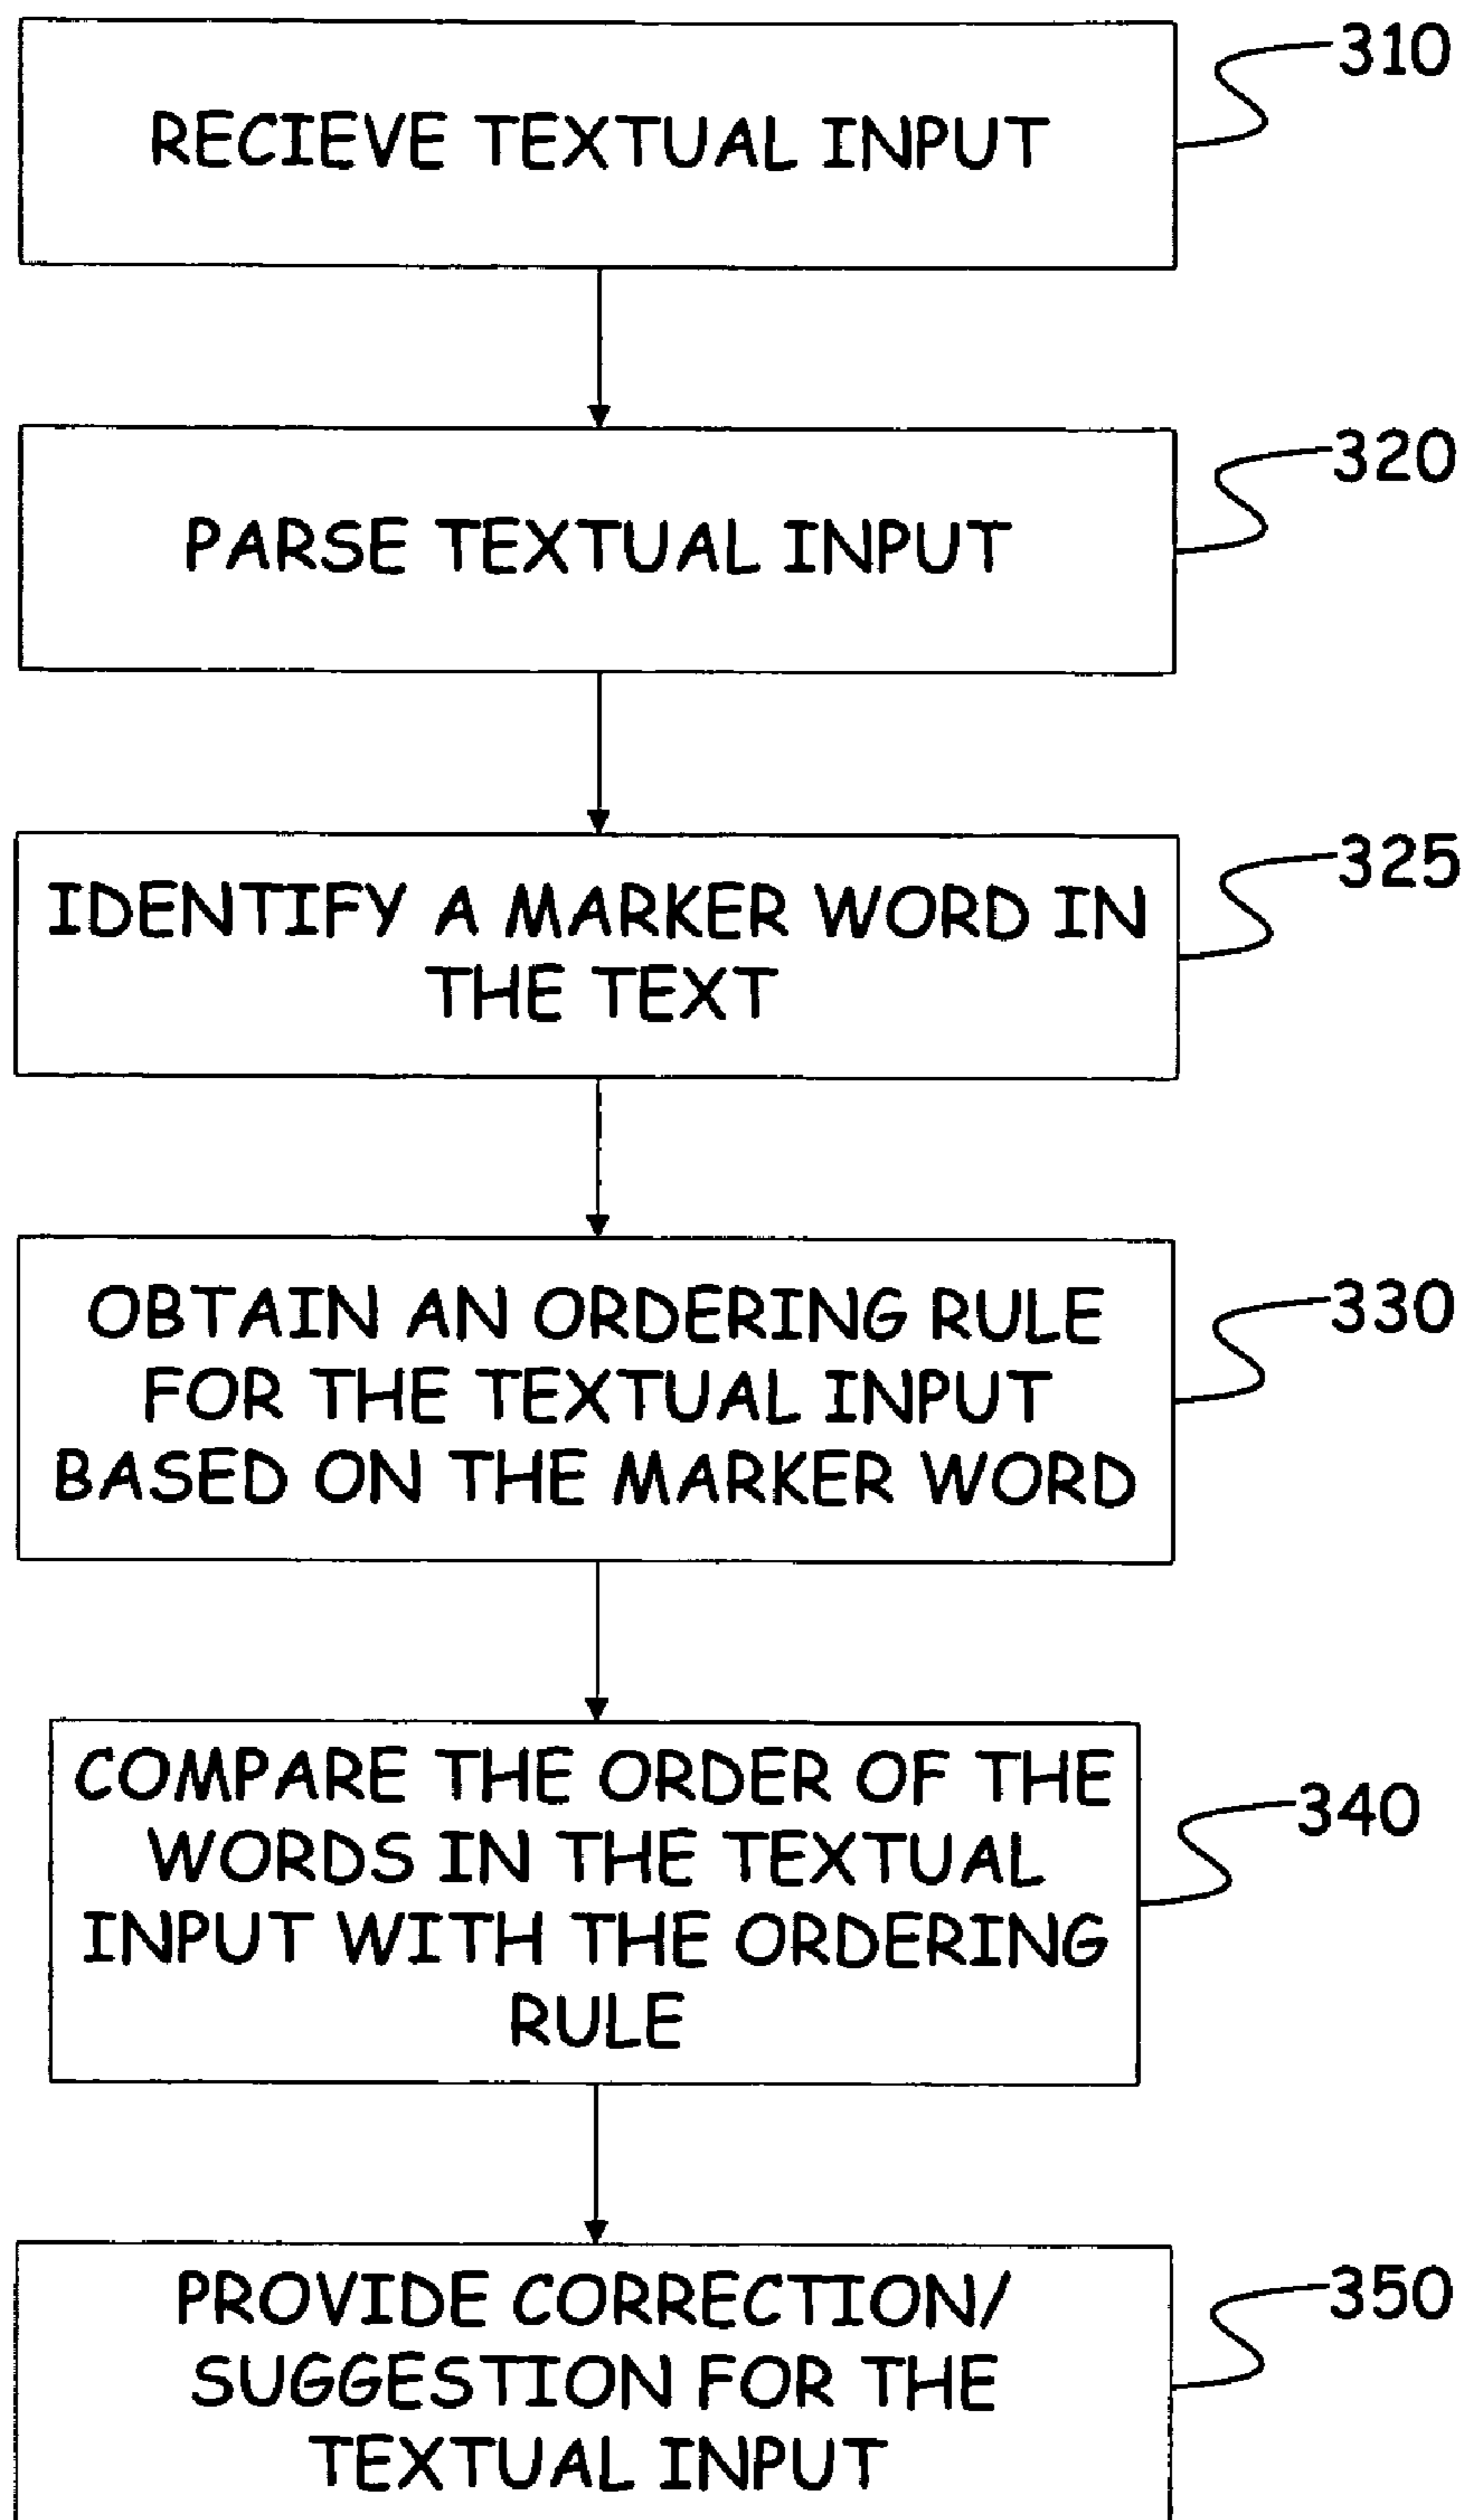 RECIEVE TEXTUAL INPUT
310
PARSE TEXTUAL INPUT
320
IDENTIFY A MARKER WORD IN
THE TEXT
325
OBTAIN AN ORDERING RULE
FOR THE TEXTUAL INPUT
BASED ON THE MARKER WORD
330
COMPARE THE ORDER OF THE
WORDS IN THE TEXTUAL
INPUT WITH THE ORDERING
RULE
340
PROVIDE CORRECTION/
SUGGESTION FOR THE
TEXTUAL INPUT
350